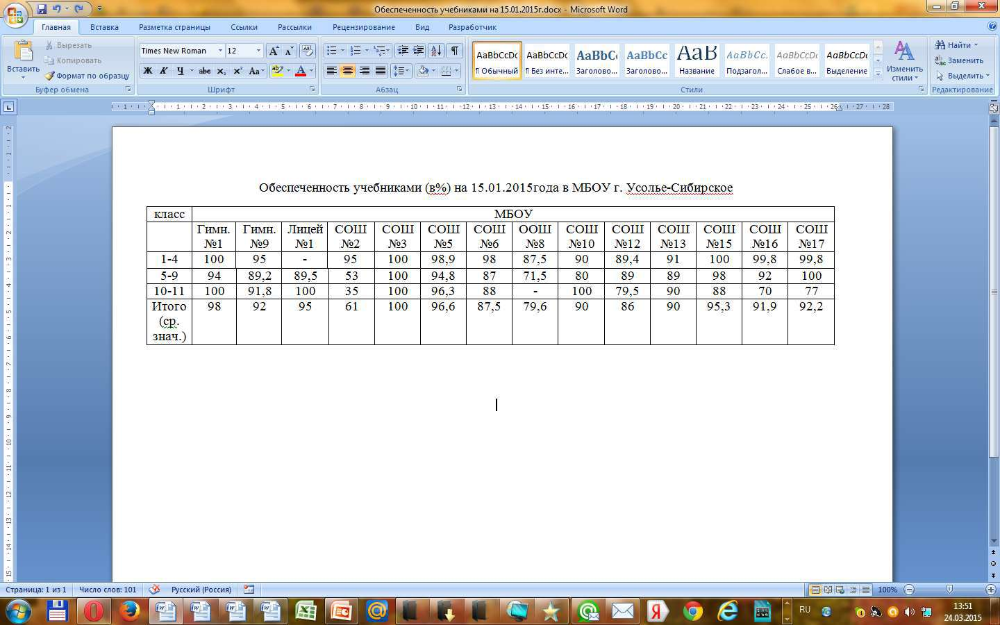 Обеспеченность учебниками на 15.01.2015г.docx - Microsoft Word
Главная Вставка Разметка страницы Ссылки Рассылки Рецензирование Вид Разработчик
Вставить
Вырезать
Копировать
Формат по образцу
Буфер обмена
Times New Roman 12
Ж К Ч abc x₂ x² Aa
Шрифт
Абзац
AaBbCcDc AaBbCcDc AaBbCc AaBbCc AaB AaBbCc. AaBbCcDc AaBbCcDc
¶ Обычный ¶ Без инте... Заголово... Заголово... Название Подзагол... Слабое в... Выделение
Изменить
стили
Стили
Найти
Заменить
Выделить
Редактирование
Обеспеченность учебниками (в%) на 15.01.2015года в МБОУ г. Усолье-Сибирское
класс МБОУ
Гимн. Гимн. Лицей СОШ СОШ СОШ СОШ ООШ СОШ СОШ СОШ СОШ СОШ СОШ
№1 №9 №1 №2 №3 №5 №6 №8 №10 №12 №13 №15 №16 №17
1-4 100 95 - 95 100 98,9 98 87,5 90 89,4 91 100 99,8 99,8
5-9 94 89,2 89,5 53 100 94,8 87 71,5 80 89 89 98 92 100
10-11 100 91,8 100 35 100 96,3 88 - 100 79,5 90 88 70 77
Итого 98 92 95 61 100 96,6 87,5 79,6 90 86 90 95,3 91,9 92,2
(ср.
знач.)
Страница: 1 из 1 Число слов: 101 Русский (Россия) 100%
RU
13:51
24.03.2015